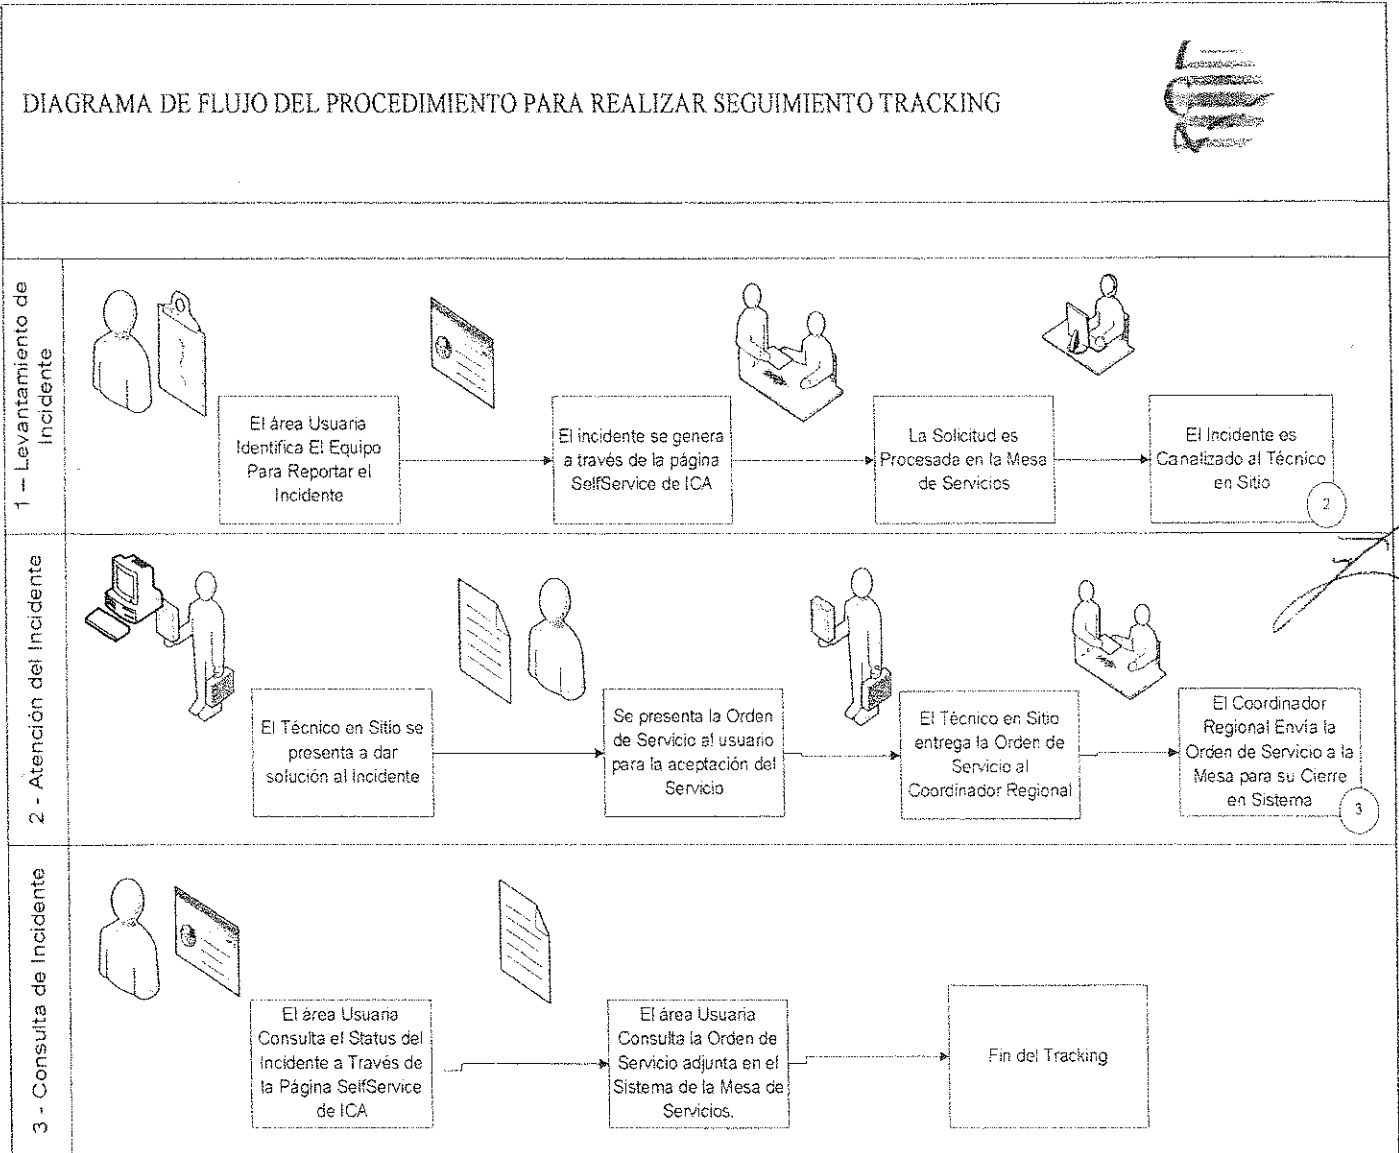 DIAGRAMA DE FLUJO DEL PROCEDIMIENTO PARA REALIZAR SEGUIMIENTO TRACKING
1 – Levantamiento de
Incidente
El área Usuaria
Identifica El Equipo
Para Reportar el
Incidente
El incidente se genera
a través de la página
SelfService de ICA
La Solicitud es
Procesada en la Mesa
de Servicios
El Incidente es
Canalizado al Técnico
en Sitio
2
2 - Atención del Incidente
El Técnico en Sitio se
presenta a dar
solución al Incidente
Se presenta la Orden
de Servicio al usuario
para la aceptación del
Servicio
El Técnico en Sitio
entrega la Orden de
Servicio al
Coordinador Regional
El Coordinador
Regional Envía la
Orden de Servicio a la
Mesa para su Cierre
en Sistema
3
3 - Consulta de Incidente
El área Usuaria
Consulta el Status del
Incidente a Través de
la Página SelfService
de ICA
El área Usuaria
Consulta la Orden de
Servicio adjunta en el
Sistema de la Mesa de
Servicios.
Fin del Tracking